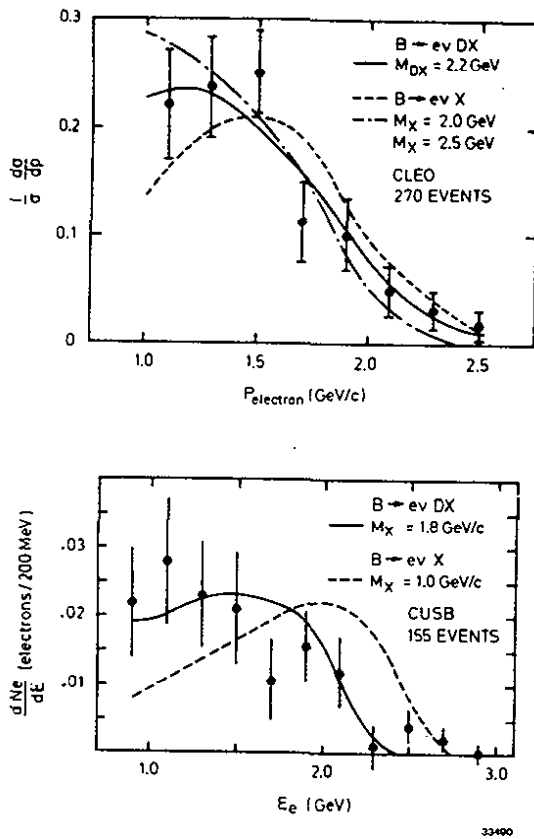 0.3
0.2
0.1
0
1/σ dσ/dp
B → eν DX
M_DX = 2.2 GeV
B → eν X
M_X = 2.0 GeV
M_X = 2.5 GeV
CLEO
270 EVENTS
1.0 1.5 2.0 2.5
P_electron (GeV/c)
.03
.02
.01
dNe/dE (electrons/200 MeV)
B → eν DX
M_X = 1.8 GeV/c
B → eν X
M_X = 1.0 GeV/c
CUSB
155 EVENTS
1.0 2.0 3.0
E_e (GeV)
33490